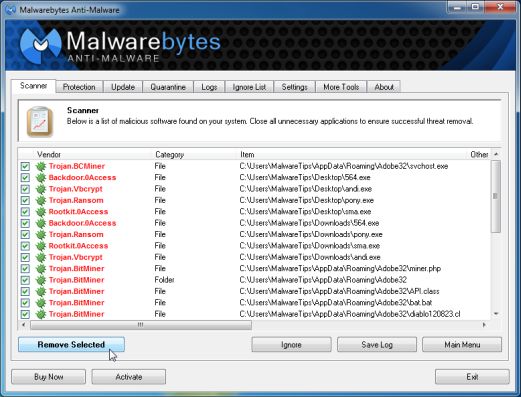 Malwarebytes Anti-Malware
Malwarebytes
ANTI-MALWARE
Scanner Protection Update Quarantine Logs Ignore List Settings More Tools About
Scanner
Below is a list of malicious software found on your system. Close all unnecessary applications to ensure successful threat removal.
Vendor Category Item Other
Trojan.BCMiner File C:\Users\MalwareTips\AppData\Roaming\Adobe32\svchost.exe
Backdoor.0Access File C:\Users\MalwareTips\Desktop\564.exe
Trojan.Vbcrypt File C:\Users\MalwareTips\Desktop\andi.exe
Trojan.Ransom File C:\Users\MalwareTips\Desktop\pony.exe
Rootkit.0Access File C:\Users\MalwareTips\Desktop\sma.exe
Backdoor.0Access File C:\Users\MalwareTips\Downloads\564.exe
Trojan.Ransom File C:\Users\MalwareTips\Downloads\pony.exe
Rootkit.0Access File C:\Users\MalwareTips\Downloads\sma.exe
Trojan.Vbcrypt File C:\Users\MalwareTips\Downloads\andi.exe
Trojan.BitMiner File C:\Users\MalwareTips\AppData\Roaming\Adobe32\miner.php
Trojan.BitMiner Folder C:\Users\MalwareTips\AppData\Roaming\Adobe32
Trojan.BitMiner File C:\Users\MalwareTips\AppData\Roaming\Adobe32\API.class
Trojan.BitMiner File C:\Users\MalwareTips\AppData\Roaming\Adobe32\bat.bat
Trojan.BitMiner File C:\Users\MalwareTips\AppData\Roaming\Adobe32\diablo120823.cl
Remove Selected Ignore Save Log Main Menu
Buy Now Activate Exit